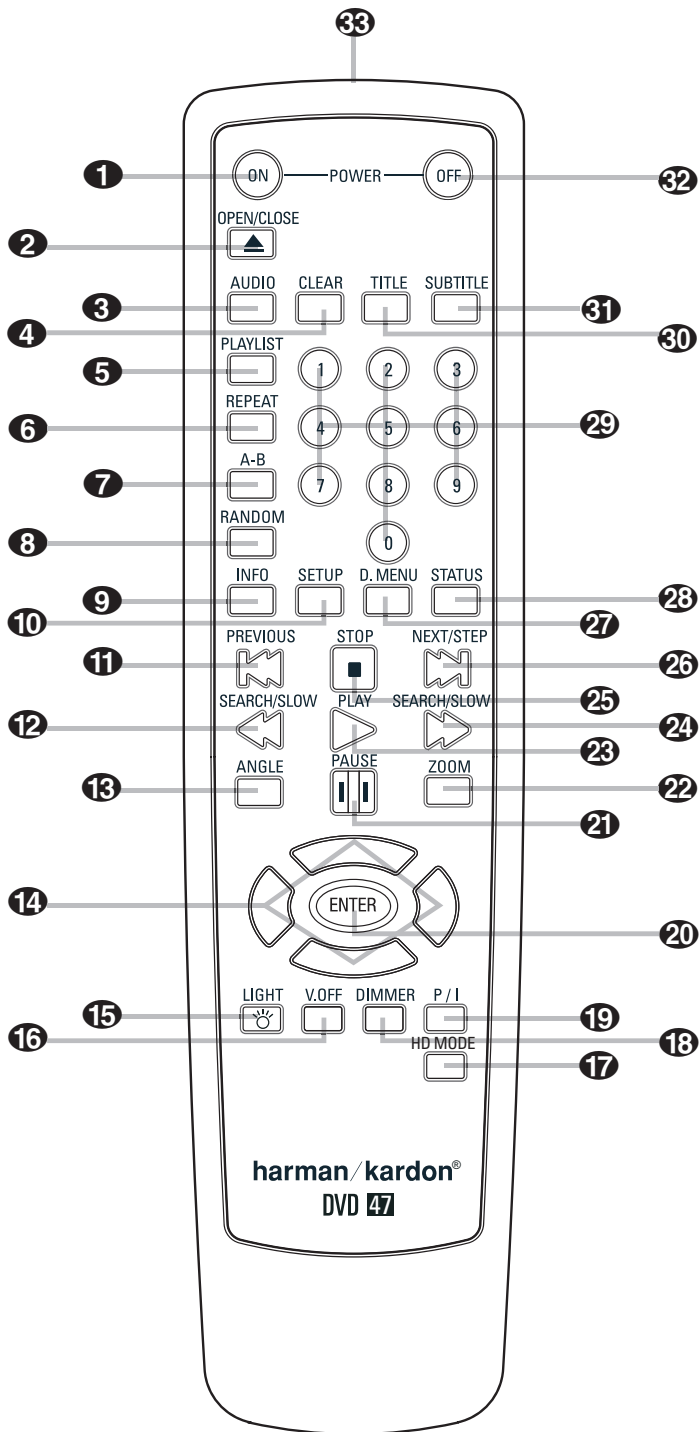 33
1 ON POWER OFF 32
OPEN/CLOSE
2
AUDIO CLEAR TITLE SUBTITLE
3 31
4 30
PLAYLIST
5 1 2 3
REPEAT
6 4 5 6 29
A-B
7 7 8 9
RANDOM
8 0
INFO SETUP D. MENU STATUS
9 28
10 27
PREVIOUS STOP NEXT/STEP
11 26
25
SEARCH/SLOW PLAY SEARCH/SLOW
12 24
23
ANGLE PAUSE ZOOM
13 22
21
14 ENTER 20
LIGHT V.OFF DIMMER P / I
15 19
16 18
HD MODE
17
harman/kardon®
DVD 47